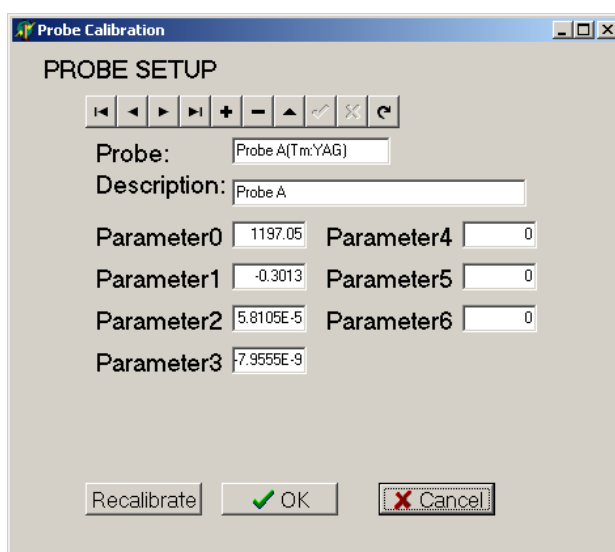 Probe Calibration
PROBE SETUP
Probe: Probe A(Tm:YAG)
Description: Probe A
Parameter0 1197.05 Parameter4 0
Parameter1 -0.3013 Parameter5 0
Parameter2 5.8105E-5 Parameter6 0
Parameter3 -7.9555E-9
Recalibrate OK Cancel